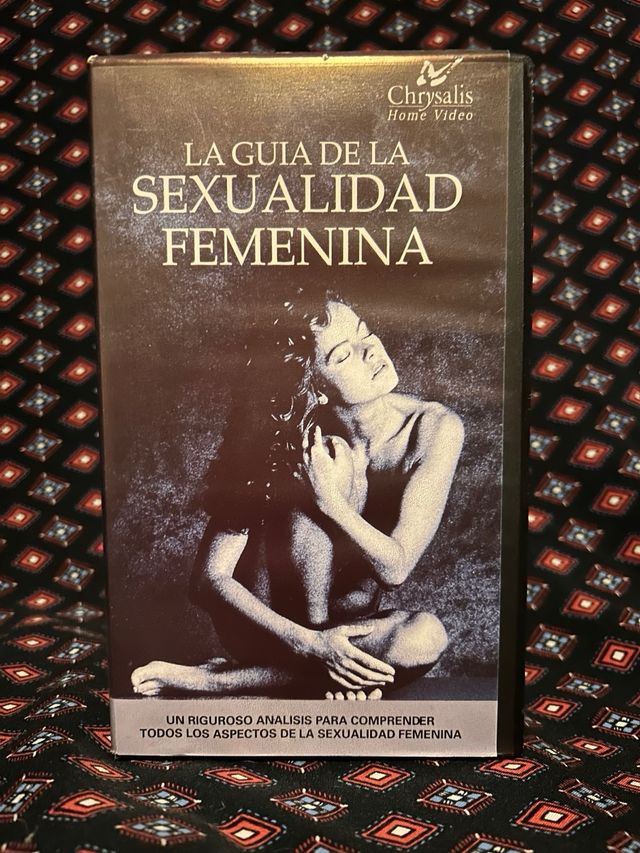 Chrysalis
Home Video
LA GUIA DE LA
SEXUALIDAD
FEMENINA
UN RIGUROSO ANALISIS PARA COMPRENDER
TODOS LOS ASPECTOS DE LA SEXUALIDAD FEMENINA